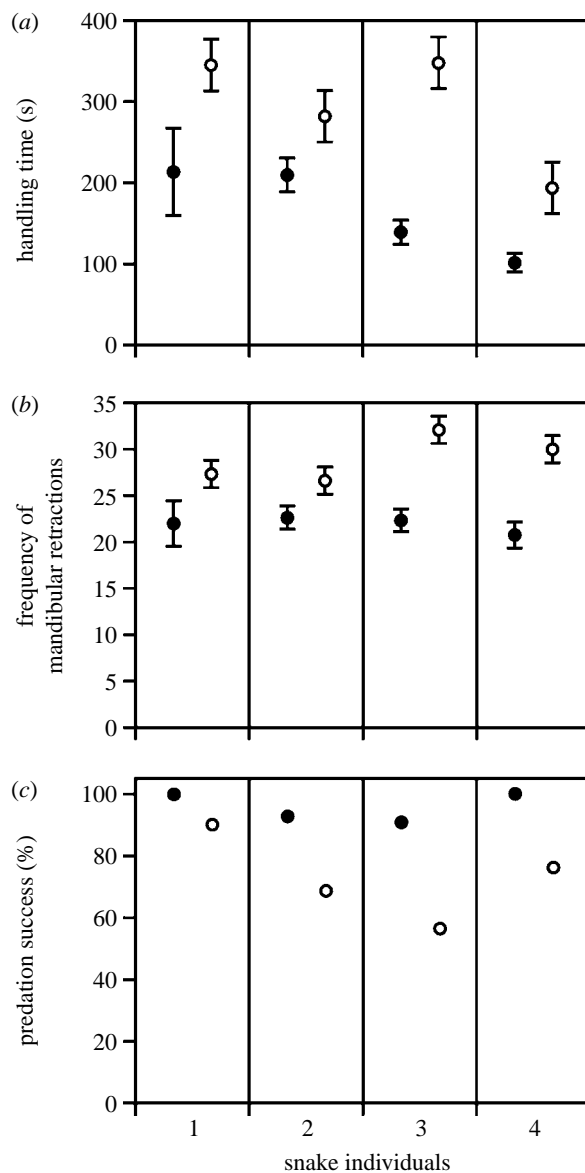 (a)
400
300
200
100
0
handling time (s)
(b)
35
30
25
20
15
10
5
0
frequency of
mandibular retractions
(c)
100
80
60
40
20
0
predation success (%)
1 2 3 4
snake individuals